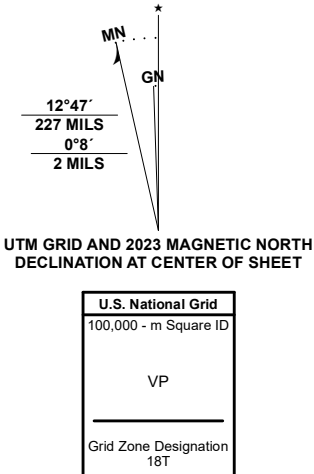 ★
MN
GN
12°47´
227 MILS
0°8´
2 MILS
UTM GRID AND 2023 MAGNETIC NORTH
DECLINATION AT CENTER OF SHEET
U.S. National Grid
100,000 - m Square ID
VP
Grid Zone Designation
18T